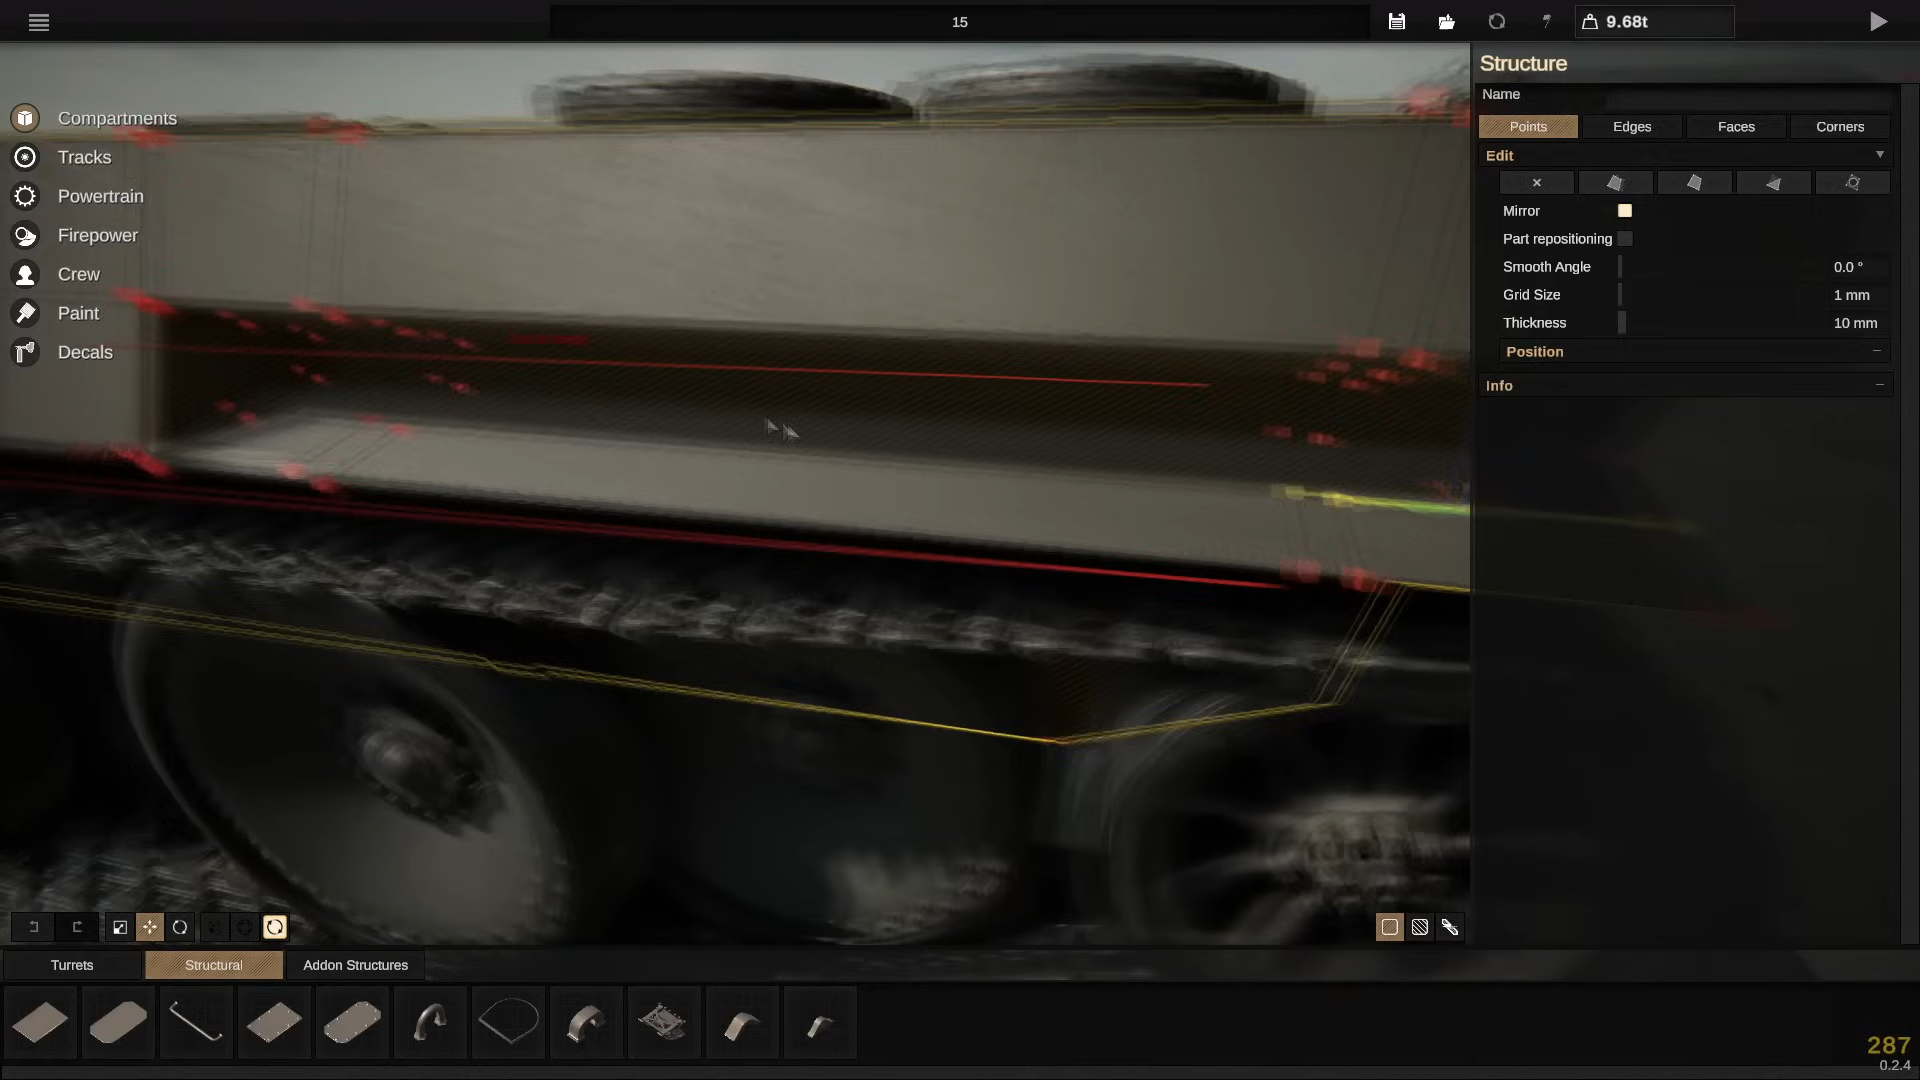 15
9.68t
Structure
Name
Points Edges Faces Corners
Edit
Mirror
Part repositioning
Smooth Angle 0.0 °
Grid Size 1 mm
Thickness 10 mm
Position
Info
Compartments
Tracks
Powertrain
Firepower
Crew
Paint
Decals
Turrets Structural Addon Structures
287
0.2.4